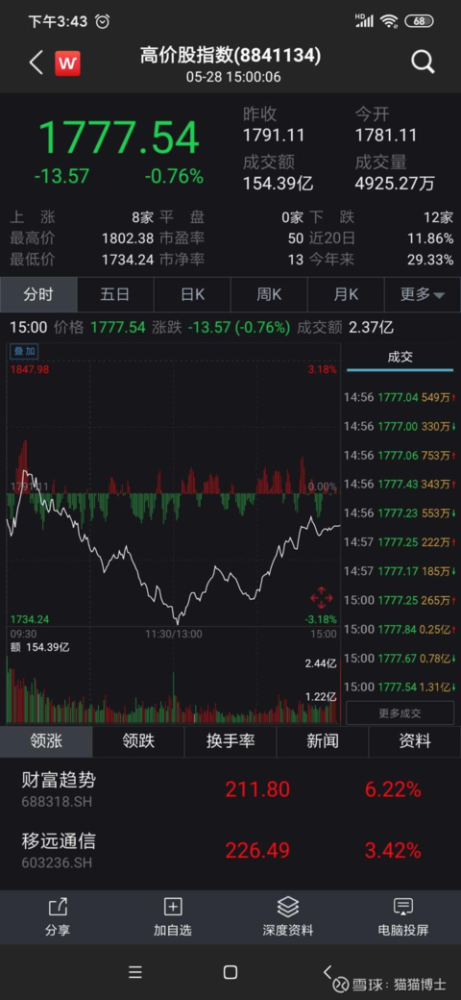 下午3:43
HD
68
W
高价股指数(8841134)
05-28 15:00:06
1777.54
-13.57 -0.76%
昨收 今开
1791.11 1781.11
成交额 成交量
154.39亿 4925.27万
上涨 8家 平盘 0家 下跌 12家
最高价 1802.38 市盈率 50 近20日 11.86%
最低价 1734.24 市净率 13 今年来 29.33%
分时 五日 日K 周K 月K 更多
15:00 价格 1777.54 涨跌 -13.57 (-0.76%) 成交额 2.37亿
叠加
1847.98 3.18%
1791.11 0.00%
1734.24 -3.18%
09:30 11:30/13:00 15:00
额 154.39亿
2.44亿
1.22亿
成交
14:56 1777.04 549万↑
14:56 1777.00 330万↓
14:56 1777.06 753万↑
14:56 1777.43 343万↑
14:56 1777.23 553万↓
14:57 1777.25 222万↑
14:57 1777.17 185万↓
15:00 1777.25 265万↑
15:00 1777.84 0.25亿↑
15:00 1777.67 0.78亿↓
15:00 1777.54 1.31亿↓
更多成交
领涨 领跌 换手率 新闻 资料
财富趋势 211.80 6.22%
688318.SH
移远通信 226.49 3.42%
603236.SH
分享 加自选 深度资料 电脑投屏
雪球：猫猫博士